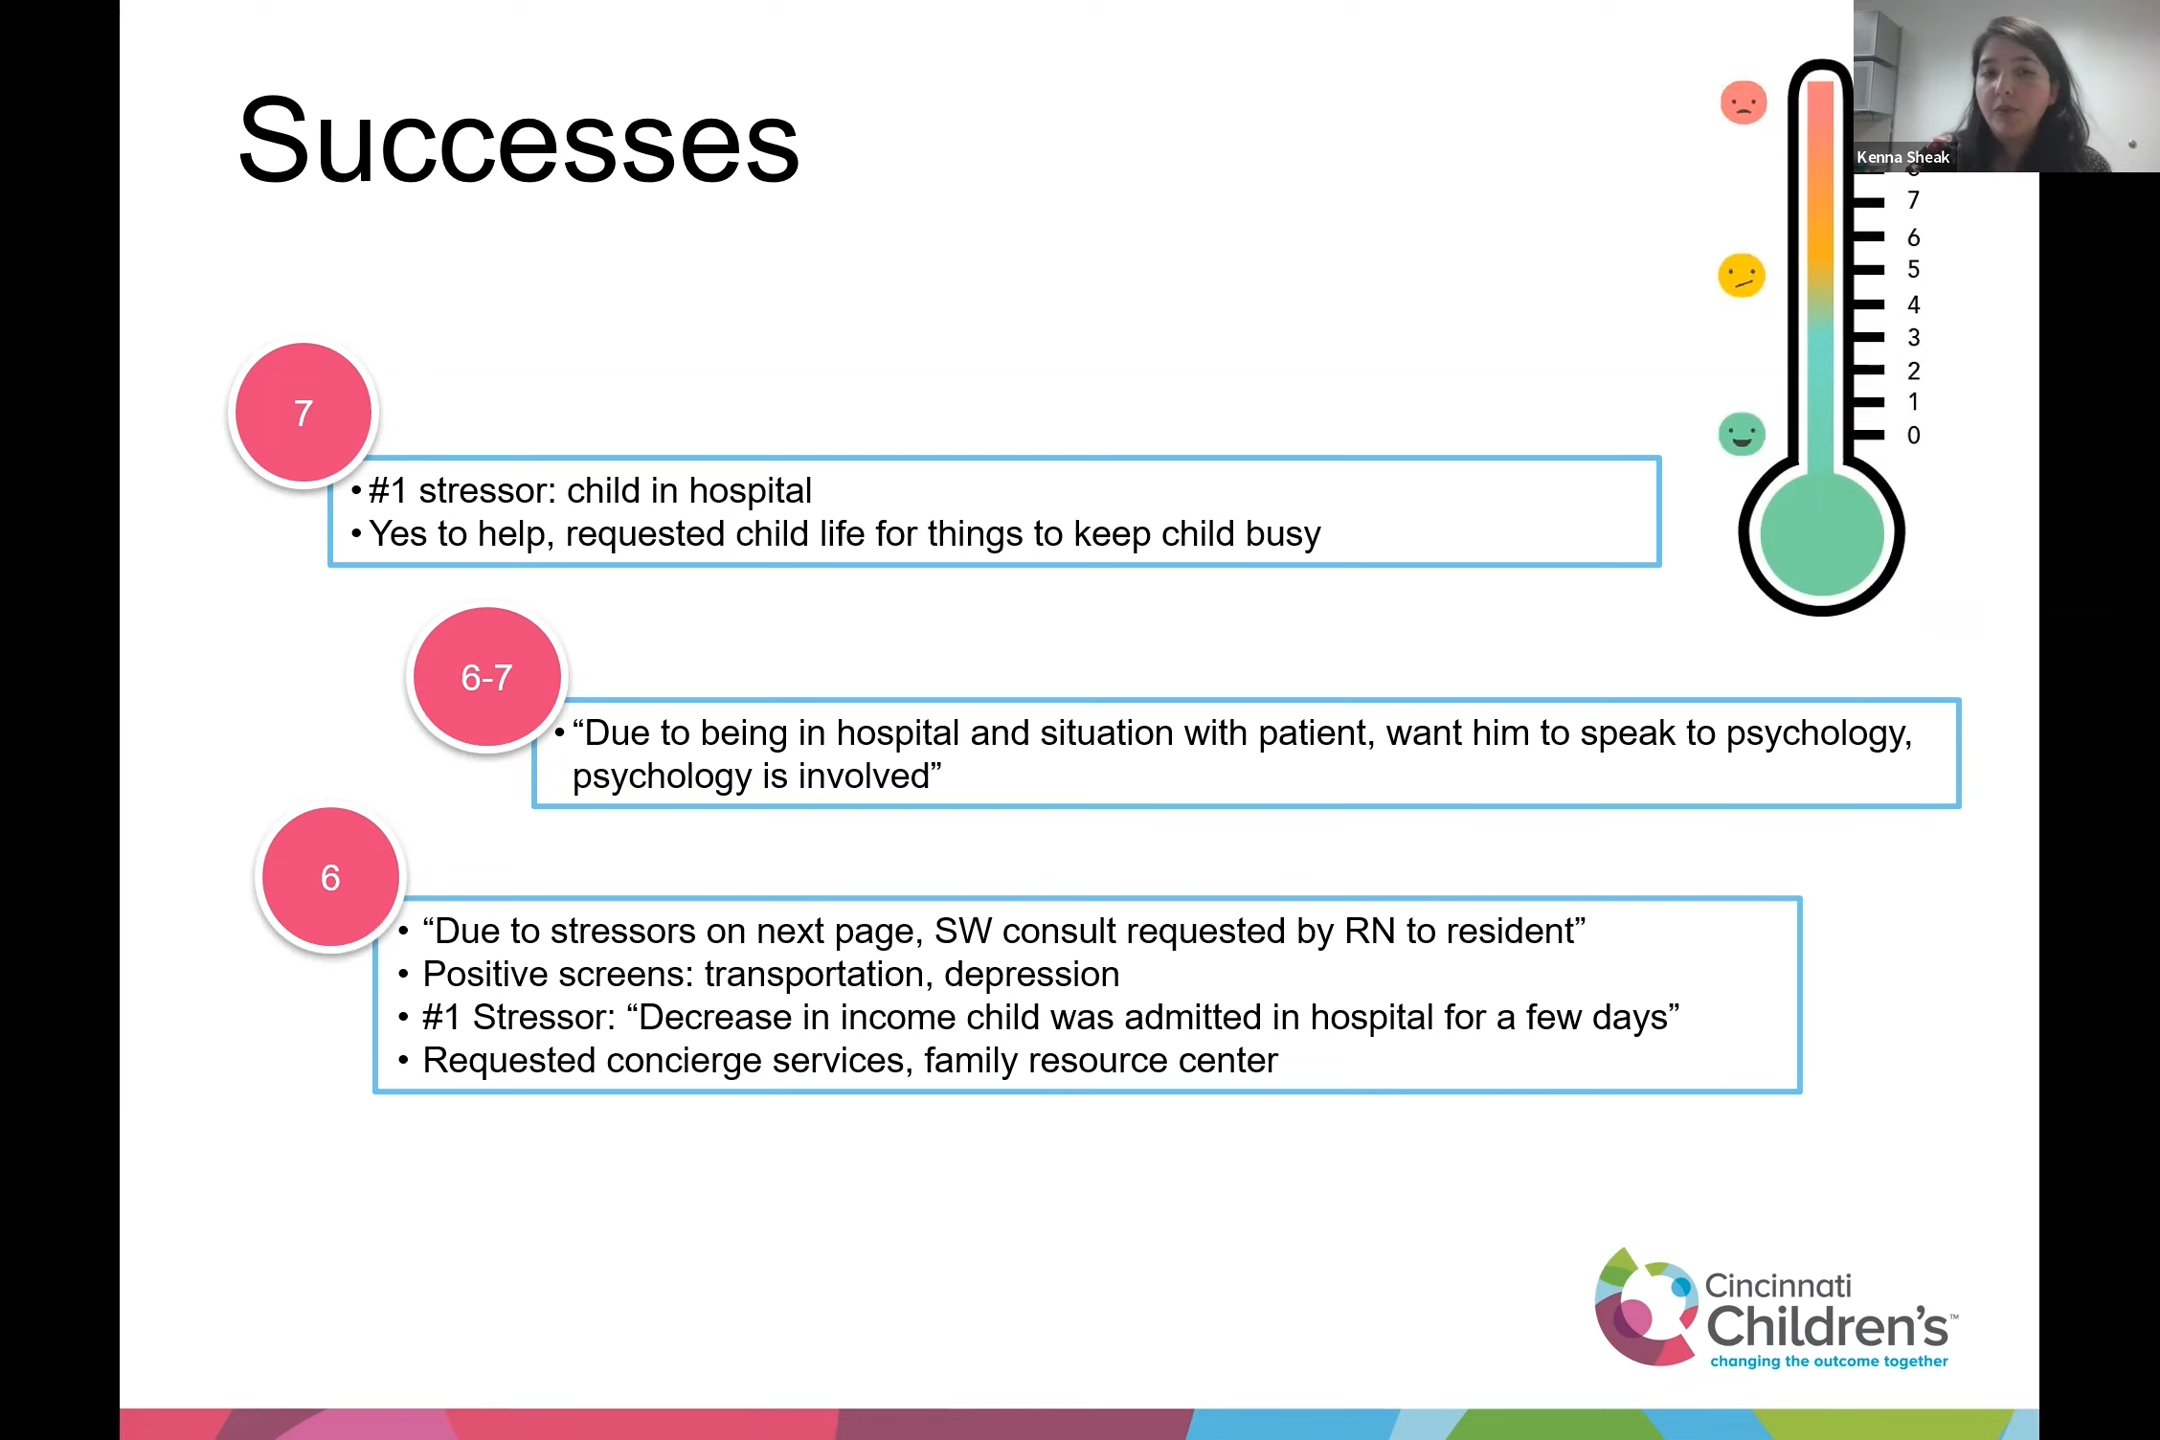 Successes
Kenna Sheak
7
6
5
4
3
2
1
0
7
•#1 stressor: child in hospital
•Yes to help, requested child life for things to keep child busy
6-7
•“Due to being in hospital and situation with patient, want him to speak to psychology,
psychology is involved”
6
• “Due to stressors on next page, SW consult requested by RN to resident”
• Positive screens: transportation, depression
• #1 Stressor: “Decrease in income child was admitted in hospital for a few days”
• Requested concierge services, family resource center
Cincinnati
Children’s™
changing the outcome together